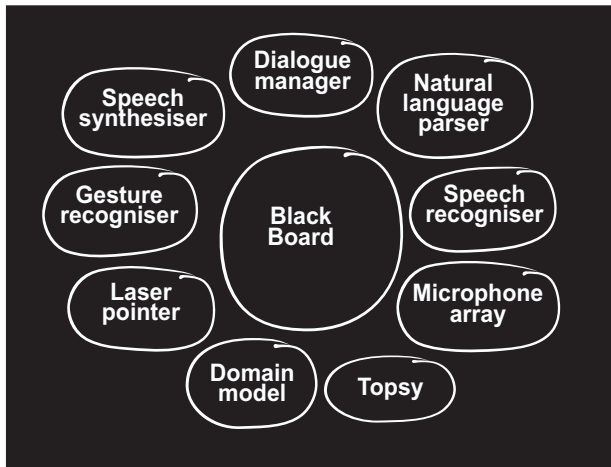 Dialogue
manager
Natural
language
parser
Speech
synthesiser
Gesture
recogniser
Black
Board
Speech
recogniser
Laser
pointer
Microphone
array
Domain
model
Topsy